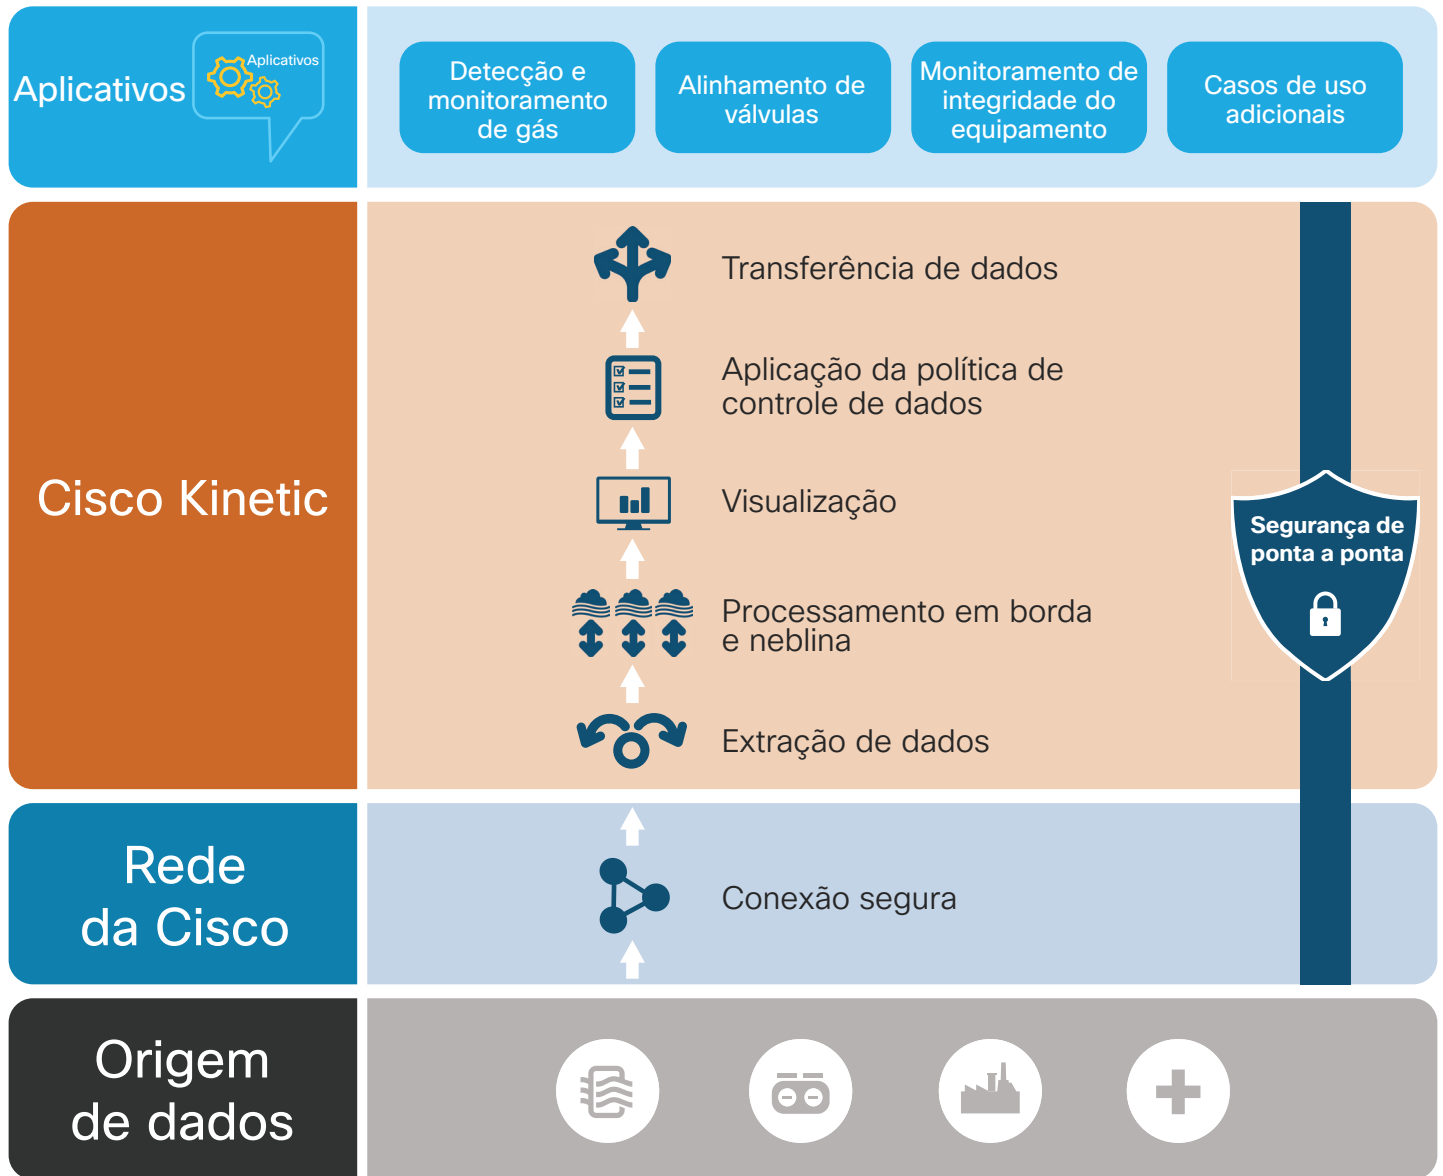 Aplicativos
Aplicativos
Detecção e
monitoramento
de gás
Alinhamento de
válvulas
Monitoramento de
integridade do
equipamento
Casos de uso
adicionais
Cisco Kinetic
Transferência de dados
Aplicação da política de
controle de dados
Visualização
Processamento em borda
e neblina
Extração de dados
Segurança de
ponta a ponta
Rede
da Cisco
Conexão segura
Origem
de dados